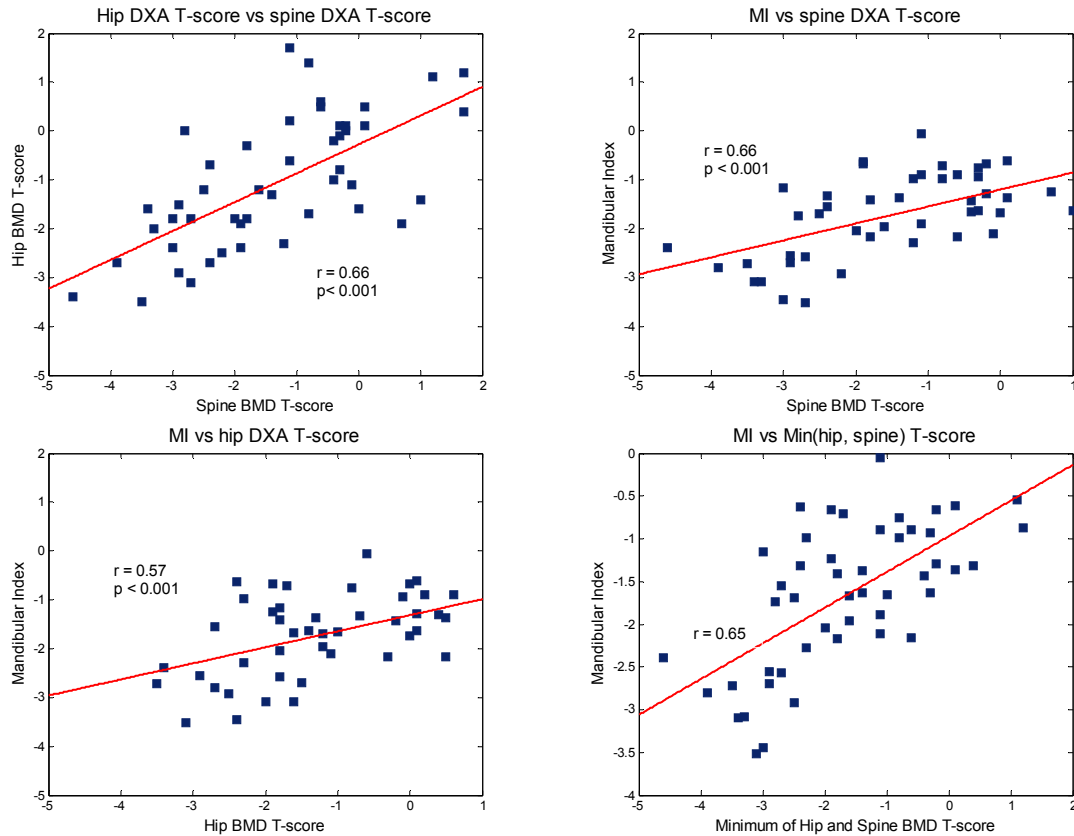 Hip DXA T-score vs spine DXA T-score
2
1
0
-1
-2
-3
-4
-5
Hip BMD T-score
r = 0.66
p< 0.001
-5 -4 -3 -2 -1 0 1 2
Spine BMD T-score
MI vs spine DXA T-score
2
1
0
-1
-2
-3
-4
-5
Mandibular Index
r = 0.66
p < 0.001
-5 -4 -3 -2 -1 0 1
Spine BMD T-score
MI vs hip DXA T-score
2
1
0
-1
-2
-3
-4
-5
Mandibular Index
r = 0.57
p < 0.001
-5 -4 -3 -2 -1 0 1
Hip BMD T-score
MI vs Min(hip, spine) T-score
0
-0.5
-1
-1.5
-2
-2.5
-3
-3.5
-4
Mandibular Index
r = 0.65
-5 -4 -3 -2 -1 0 1 2
Minimum of Hip and Spine BMD T-score